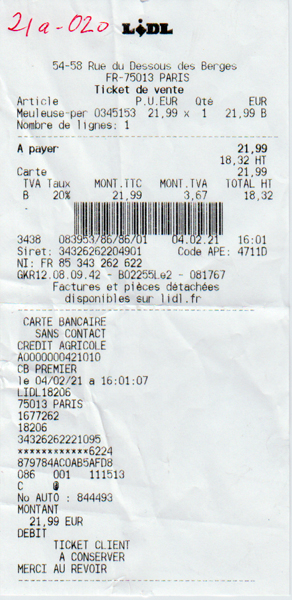 21a-020
LiDL
54-58 Rue du Dessous des Berges
FR-75013 PARIS
Ticket de vente
Article P.U.EUR Qté EUR
Meuleuse-per 0345153 21,99 x 1 21,99 B
Nombre de lignes: 1
A payer 21,99
18,32 HT
Carte 21,99
TVA Taux MONT.TTC MONT.TVA TOTAL HT
B 20% 21,99 3,67 18,32
3438 083953/86/86/01 04.02.21 16:01
Siret: 34326262204901 Code APE: 4711D
NI: FR 85 343 262 622
GKR12.08.09.42 - B02255Le2 - 081767
Factures et pièces détachées
disponibles sur lidl.fr
CARTE BANCAIRE
SANS CONTACT
CREDIT AGRICOLE
A0000000421010
CB PREMIER
le 04/02/21 a 16:01:07
LIDL18206
75013 PARIS
1677262
18206
34326262221095
************6224
879784AC0AB5AFD8
086 001 111513
C
No AUTO : 844493
MONTANT
21,99 EUR
DEBIT
TICKET CLIENT
A CONSERVER
MERCI AU REVOIR